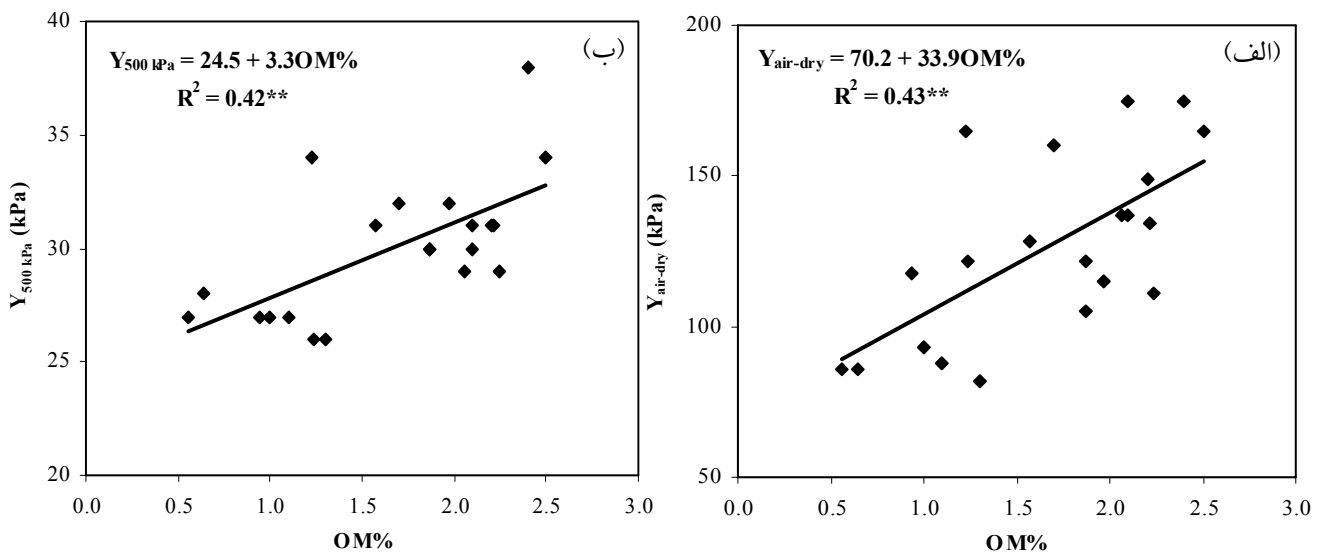 (ب)
Y500 kPa = 24.5 + 3.3OM%
R2 = 0.42**
40
35
30
25
20
0.0 0.5 1.0 1.5 2.0 2.5 3.0
Y500 kPa (kPa)
OM%
(الف)
Yair-dry = 70.2 + 33.9OM%
R2 = 0.43**
200
150
100
50
0.0 0.5 1.0 1.5 2.0 2.5 3.0
Yair-dry (kPa)
OM%